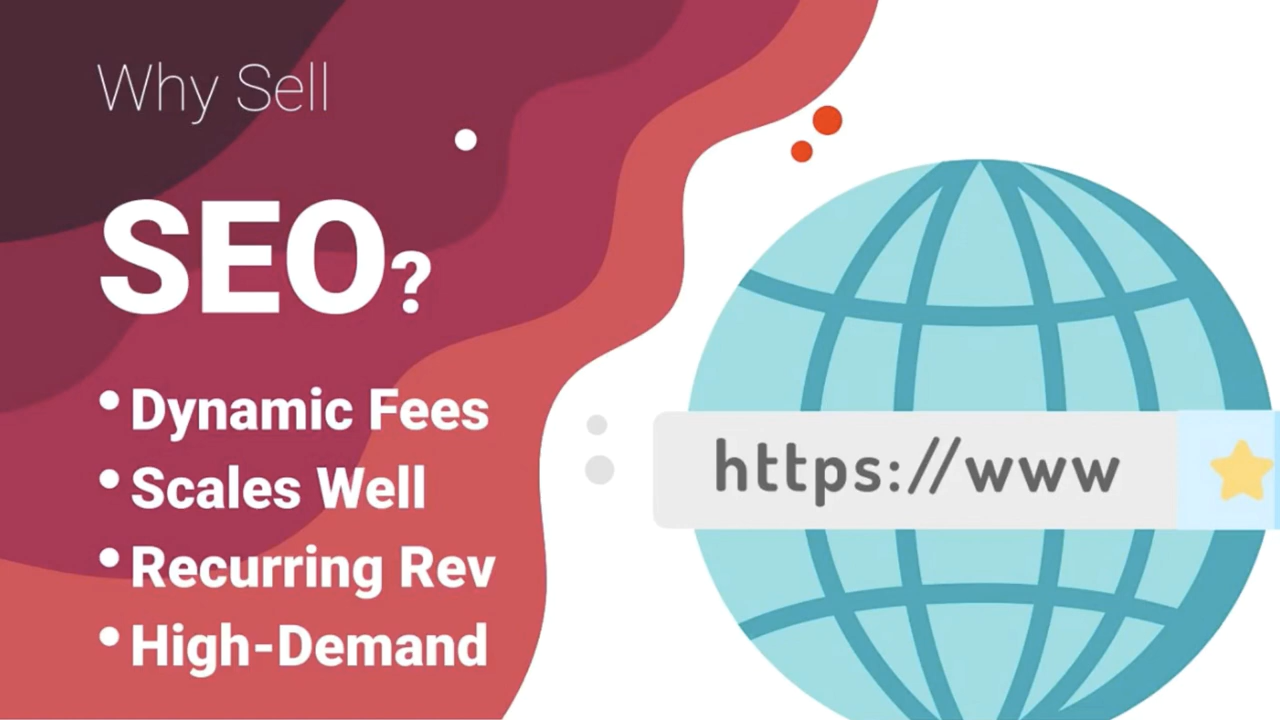 Why Sell
SEO?
• Dynamic Fees
• Scales Well
• Recurring Rev
• High-Demand
https://www